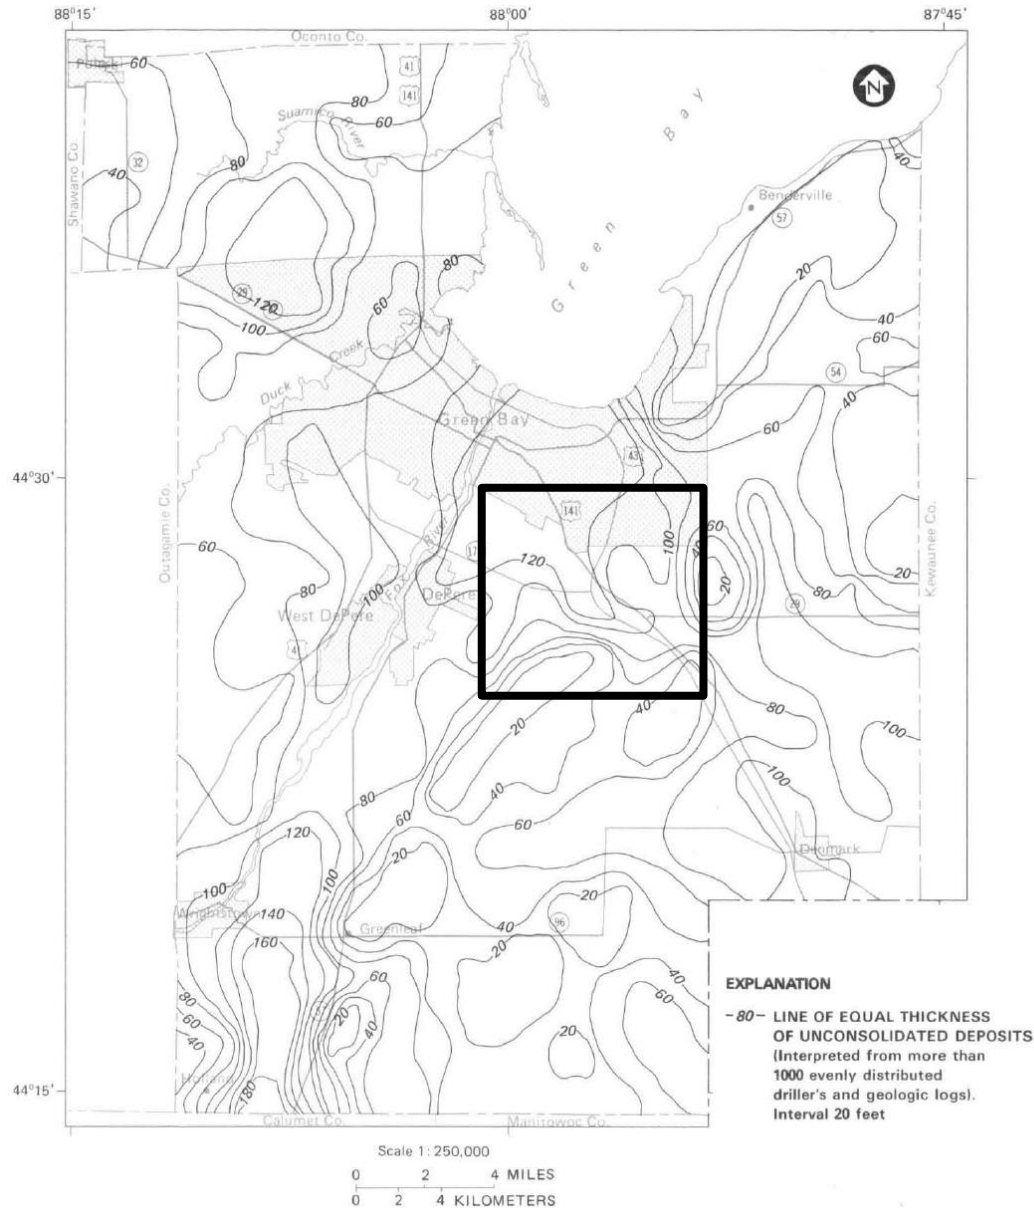 88°15' 88°00' 87°45'
Oconto Co.
Pulaski
60
41
141
80
60
Suamico River
40
Shawano Co.
32
80
40
Benderville
57
Green Bay
20
80
40
60
29
120
100
60
60
54
Creek
Duck
40
Green Bay
60
43
44°30'
141
60
Outagamie Co.
River
100
40
Kewaunee Co.
60
17
120
20
80
100
Fox
DePere
20
80
29
West DePere
41
40
80
20
100
100
80
40
60
60
120
Denmark
20
100
100
20
Wrightstown
140
40
96
Greenleaf
160
20
40
60
60
80
60
20
40
57
40
20
Holland
180
44°15'
Calumet Co. Manitowoc Co.
N
EXPLANATION
-80- LINE OF EQUAL THICKNESS
OF UNCONSOLIDATED DEPOSITS
(Interpreted from more than
1000 evenly distributed
driller's and geologic logs).
Interval 20 feet
Scale 1:250,000
0 2 4 MILES
0 2 4 KILOMETERS